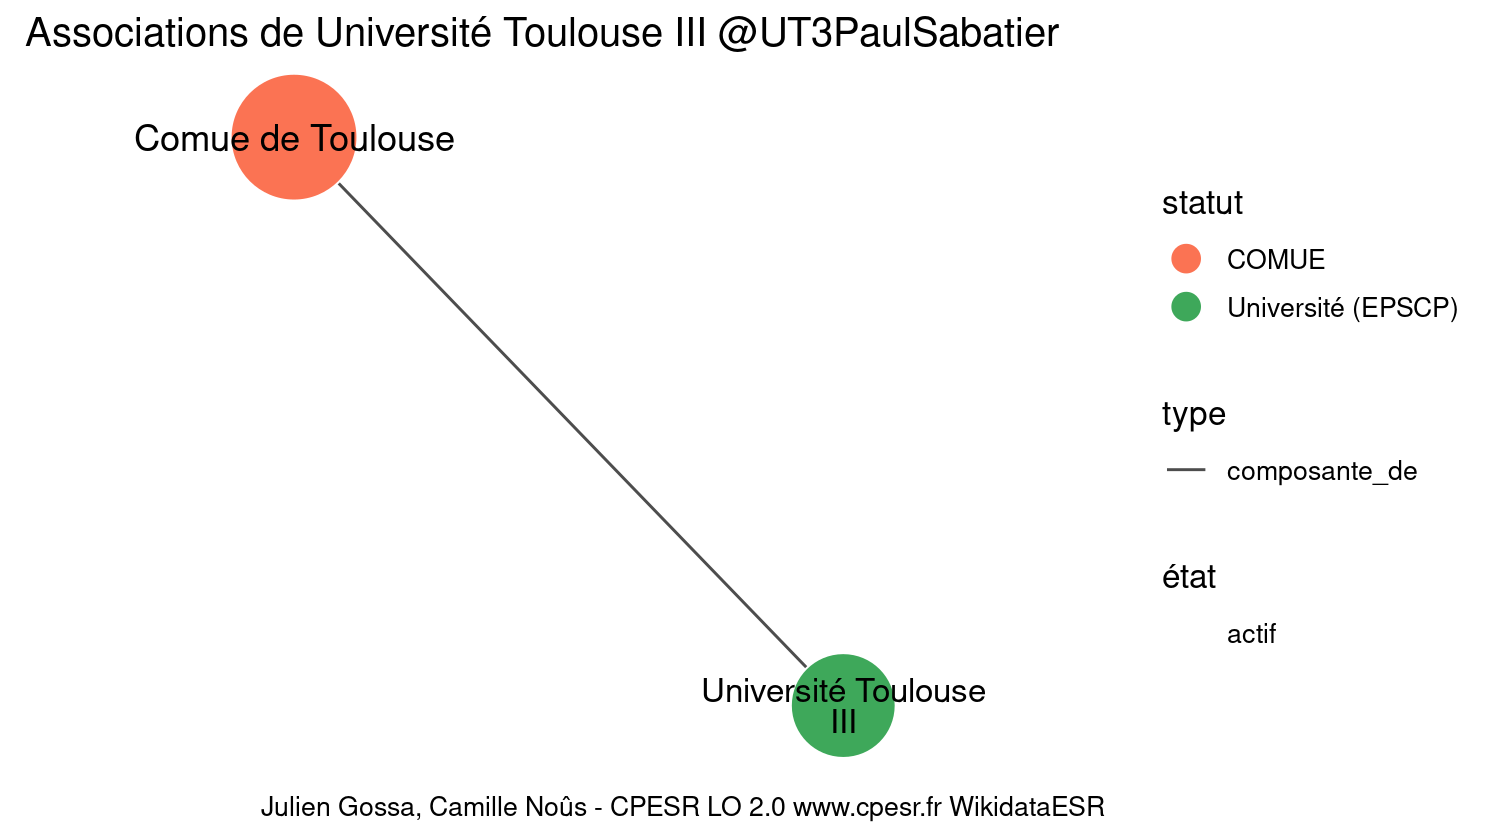 Associations de Université Toulouse III @UT3PaulSabatier
Comue de Toulouse
Université Toulouse
III
statut
COMUE
Université (EPSCP)
type
composante_de
état
actif
Julien Gossa, Camille Noûs - CPESR LO 2.0 www.cpesr.fr WikidataESR